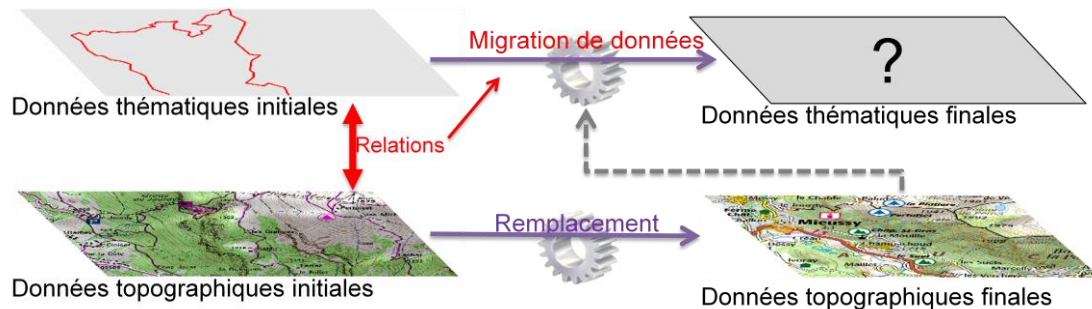 Migration de données
?
Données thématiques initiales
Données thématiques finales
Relations
Remplacement
Données topographiques initiales
Données topographiques finales